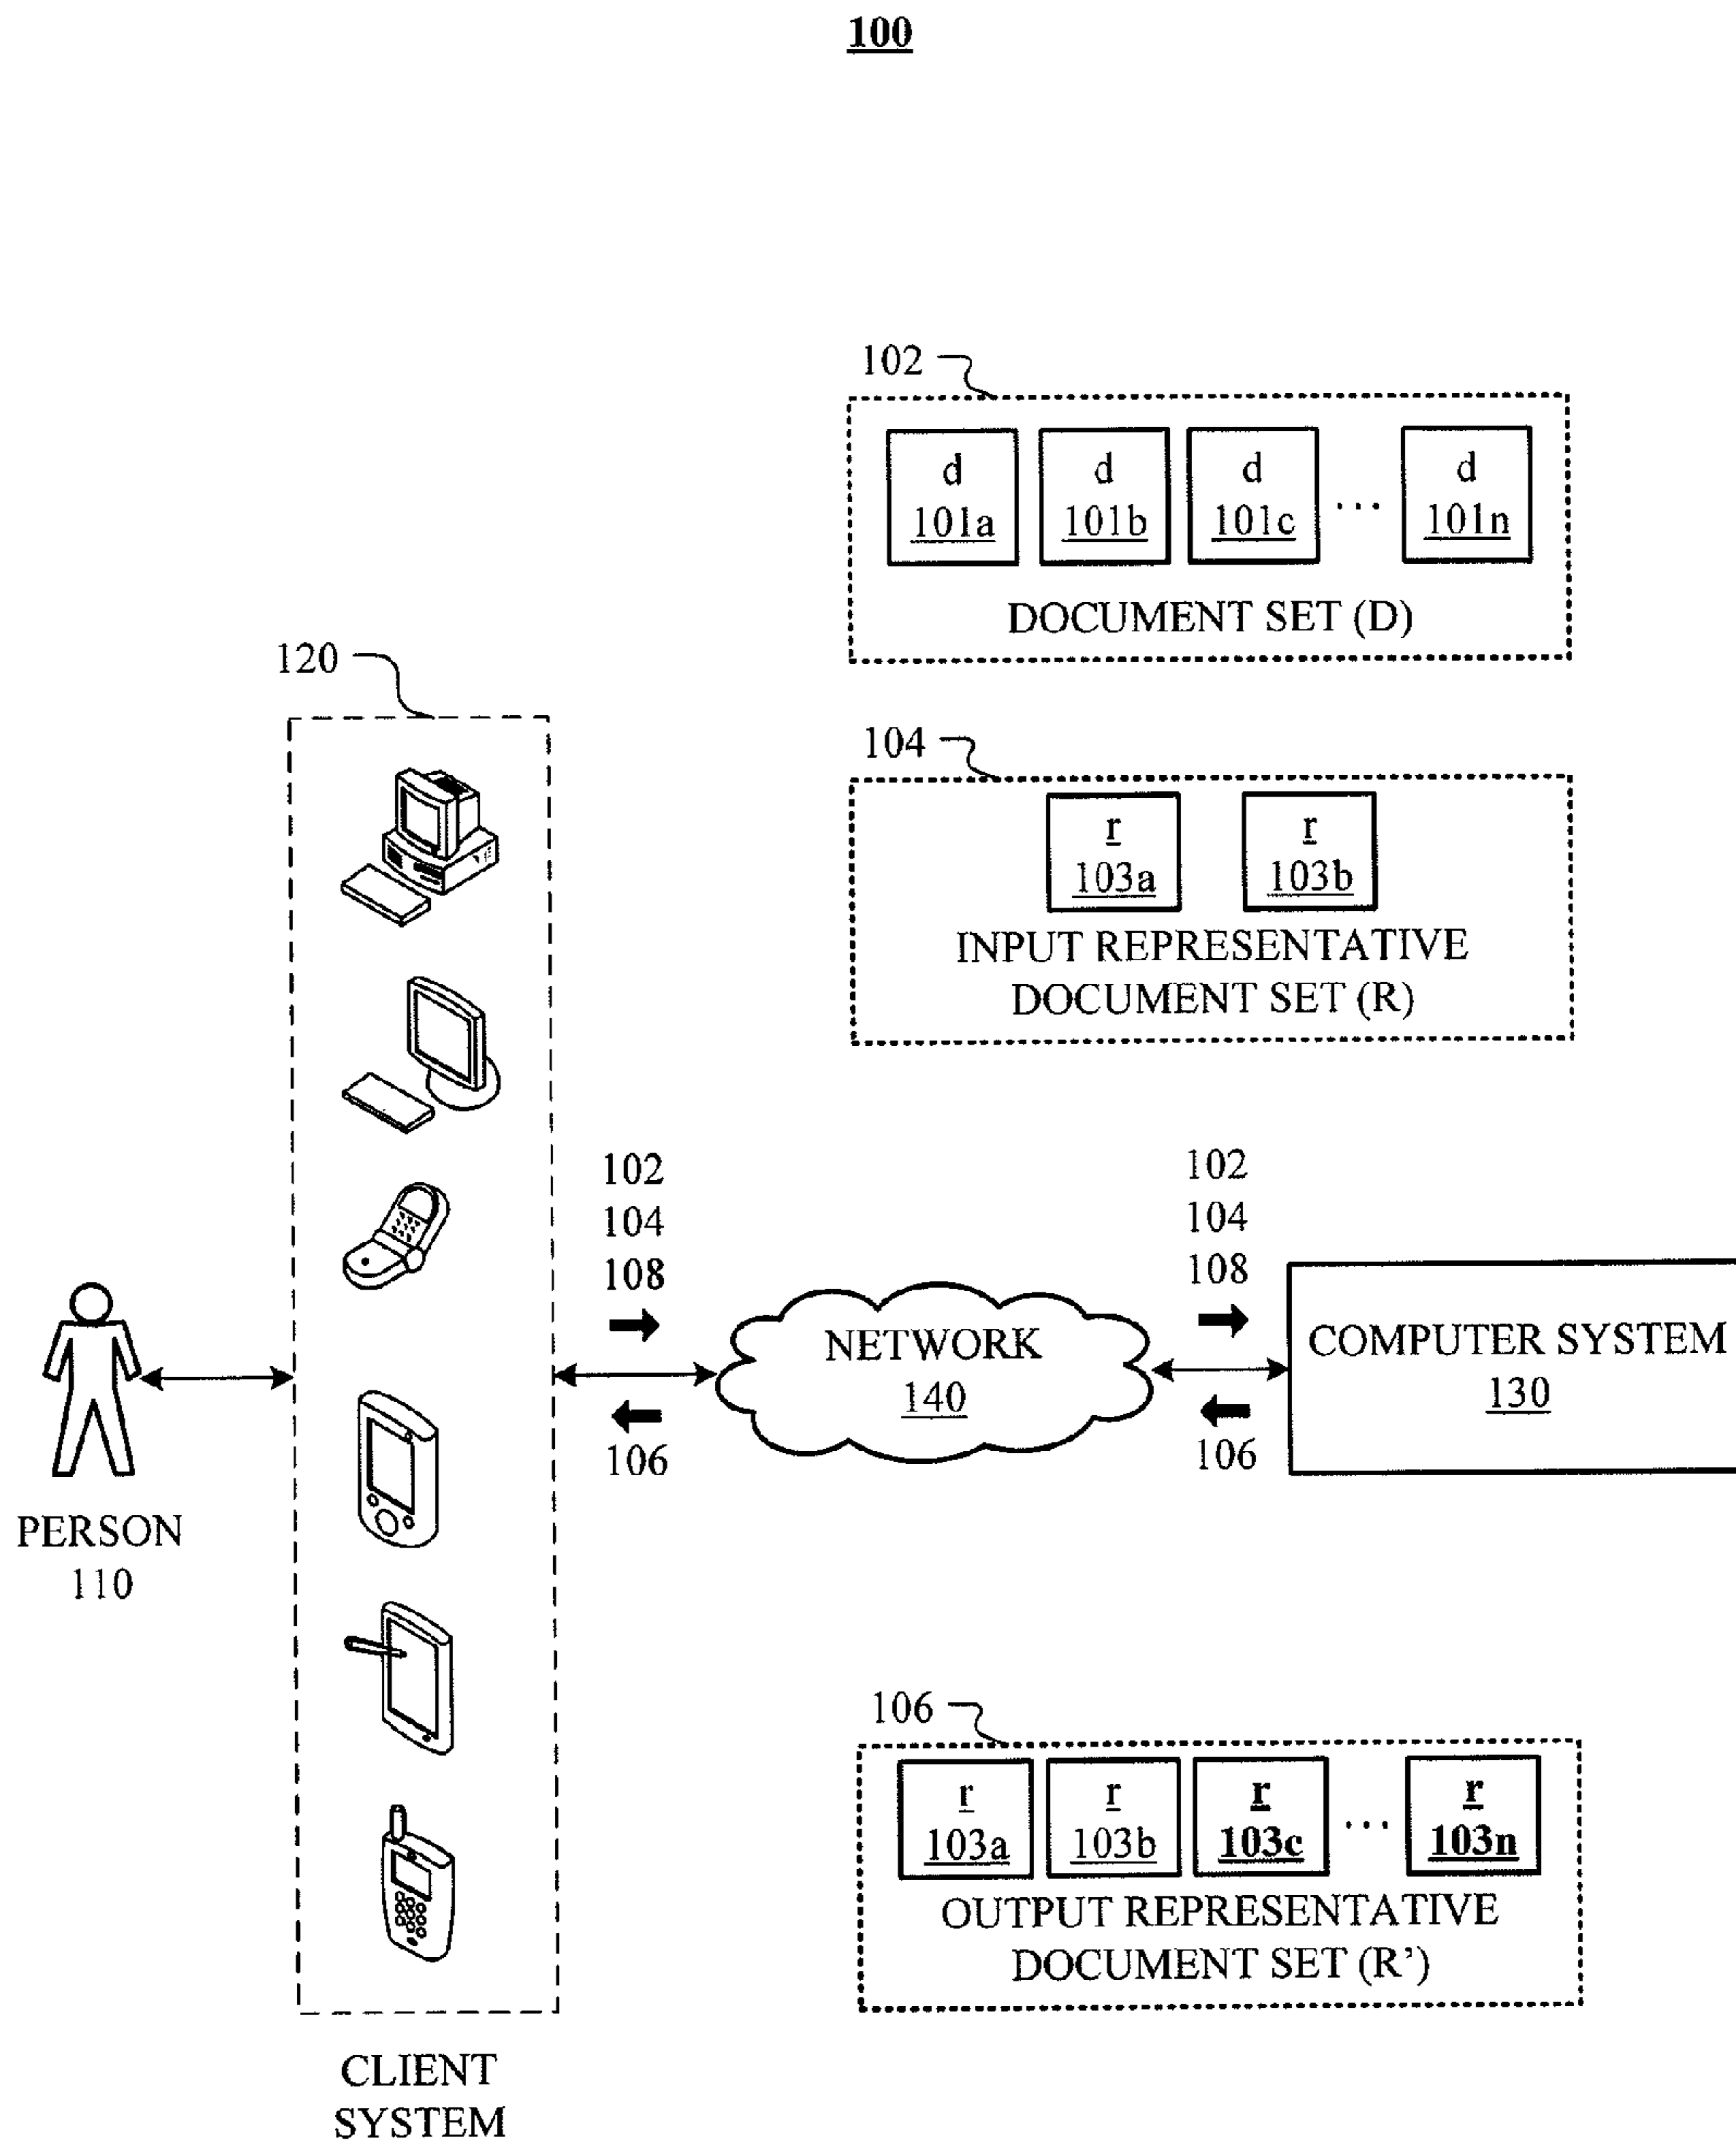 100
102
d d d ... d
101a 101b 101c 101n
DOCUMENT SET (D)
120
104
r r
103a 103b
INPUT REPRESENTATIVE
DOCUMENT SET (R)
102
104
108
102
104
108
NETWORK
140
COMPUTER SYSTEM
130
106
106
PERSON
110
106
r r r ... r
103a 103b 103c 103n
OUTPUT REPRESENTATIVE
DOCUMENT SET (R’)
CLIENT
SYSTEM